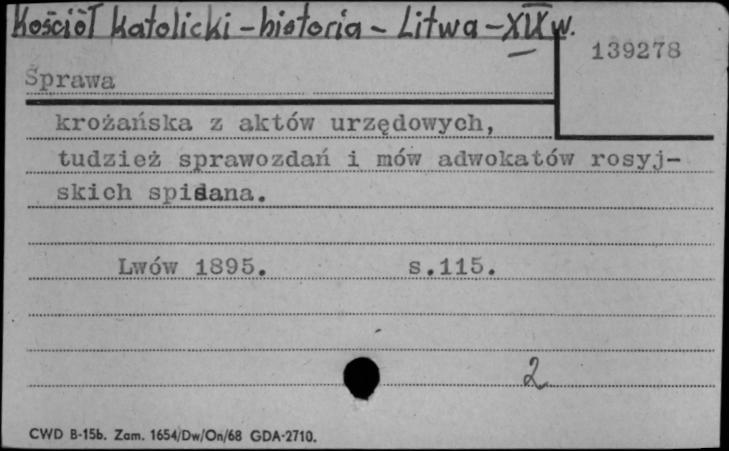 Kościół katolicki - historia - Litwa - XIX w.
139278
Sprawa
krożańska z aktów urzędowych,
tudzież sprawozdań i mów adwokatów rosyj-
skich spisana.
Lwów 1895. s.115.
2
CWD B-15b. Zam. 1654/Dw/On/68 GDA-2710.